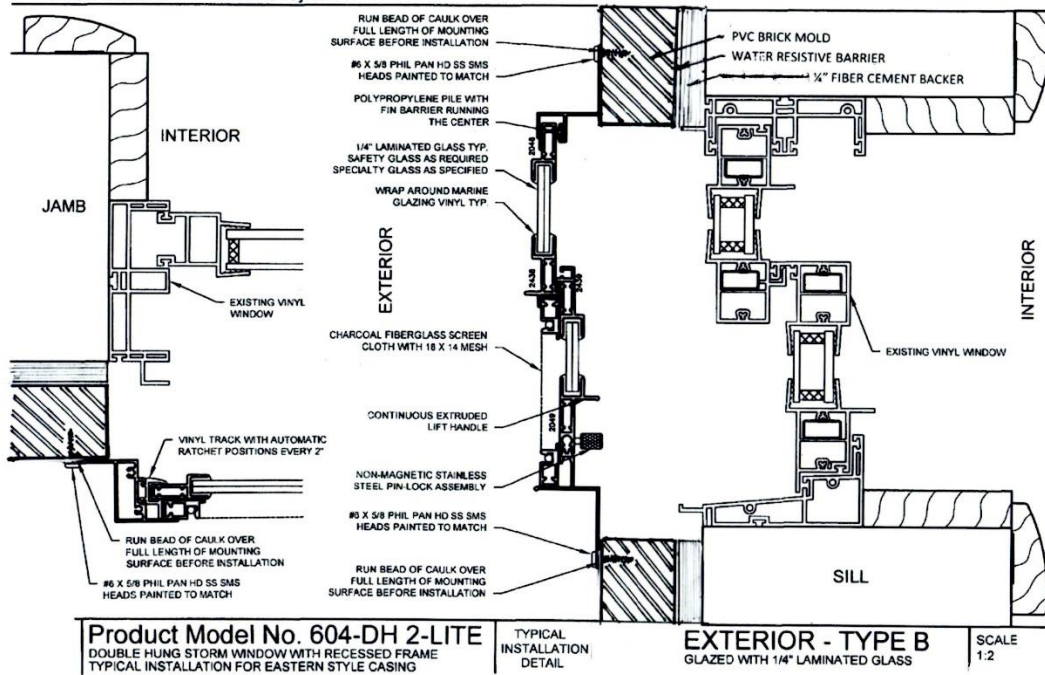 RUN BEAD OF CAULK OVER
FULL LENGTH OF MOUNTING
SURFACE BEFORE INSTALLATION
#6 X 5/8 PHIL PAN HD SS SMS
HEADS PAINTED TO MATCH
POLYPROPYLENE PILE WITH
FIN BARRIER RUNNING
THE CENTER
1/4" LAMINATED GLASS TYP.
SAFETY GLASS AS REQUIRED
SPECIALTY GLASS AS SPECIFIED
WRAP AROUND MARINE
GLAZING VINYL TYP.
PVC BRICK MOLD
WATER RESISTIVE BARRIER
¼" FIBER CEMENT BACKER
INTERIOR
JAMB
EXISTING VINYL
WINDOW
EXTERIOR
2048
2438
2439
2049
INTERIOR
CHARCOAL FIBERGLASS SCREEN
CLOTH WITH 18 X 14 MESH
EXISTING VINYL WINDOW
CONTINUOUS EXTRUDED
LIFT HANDLE
VINYL TRACK WITH AUTOMATIC
RATCHET POSITIONS EVERY 2"
NON-MAGNETIC STAINLESS
STEEL PIN-LOCK ASSEMBLY
#6 X 5/8 PHIL PAN HD SS SMS
HEADS PAINTED TO MATCH
RUN BEAD OF CAULK OVER
FULL LENGTH OF MOUNTING
SURFACE BEFORE INSTALLATION
RUN BEAD OF CAULK OVER
FULL LENGTH OF MOUNTING
SURFACE BEFORE INSTALLATION
#6 X 5/8 PHIL PAN HD SS SMS
HEADS PAINTED TO MATCH
SILL
Product Model No. 604-DH 2-LITE
DOUBLE HUNG STORM WINDOW WITH RECESSED FRAME
TYPICAL INSTALLATION FOR EASTERN STYLE CASING
TYPICAL
INSTALLATION
DETAIL
EXTERIOR - TYPE B
GLAZED WITH 1/4" LAMINATED GLASS
SCALE
1:2